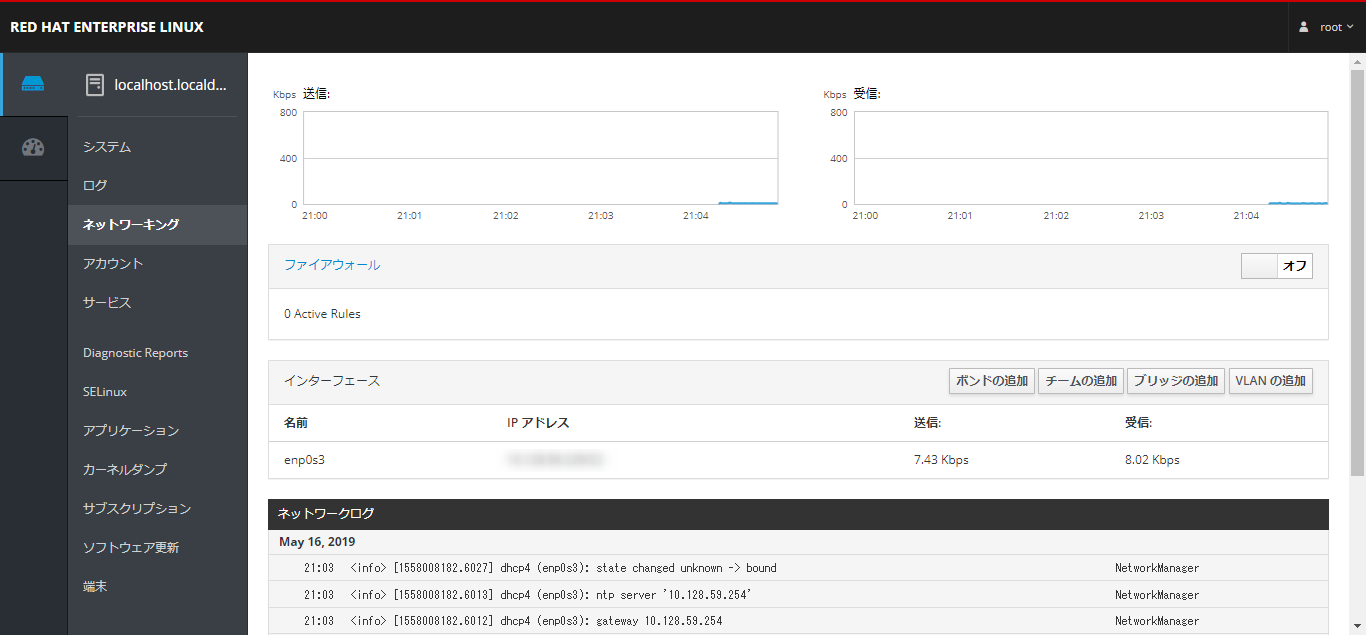 RED HAT ENTERPRISE LINUX
root
localhost.locald...
システム
ログ
ネットワーキング
アカウント
サービス
Diagnostic Reports
SELinux
アプリケーション
カーネルダンプ
サブスクリプション
ソフトウェア更新
端末
Kbps 送信:
800
400
0
21:00 21:01 21:02 21:03 21:04
Kbps 受信:
800
400
0
21:00 21:01 21:02 21:03 21:04
ファイアウォール オフ
0 Active Rules
インターフェース ボンドの追加 チームの追加 ブリッジの追加 VLAN の追加
名前 IP アドレス 送信: 受信:
enp0s3 7.43 Kbps 8.02 Kbps
ネットワークログ
May 16, 2019
21:03 <info> [1558008182.6027] dhcp4 (enp0s3): state changed unknown -> bound NetworkManager
21:03 <info> [1558008182.6013] dhcp4 (enp0s3): ntp server '10.128.59.254' NetworkManager
21:03 <info> [1558008182.6012] dhcp4 (enp0s3): gateway 10.128.59.254 NetworkManager